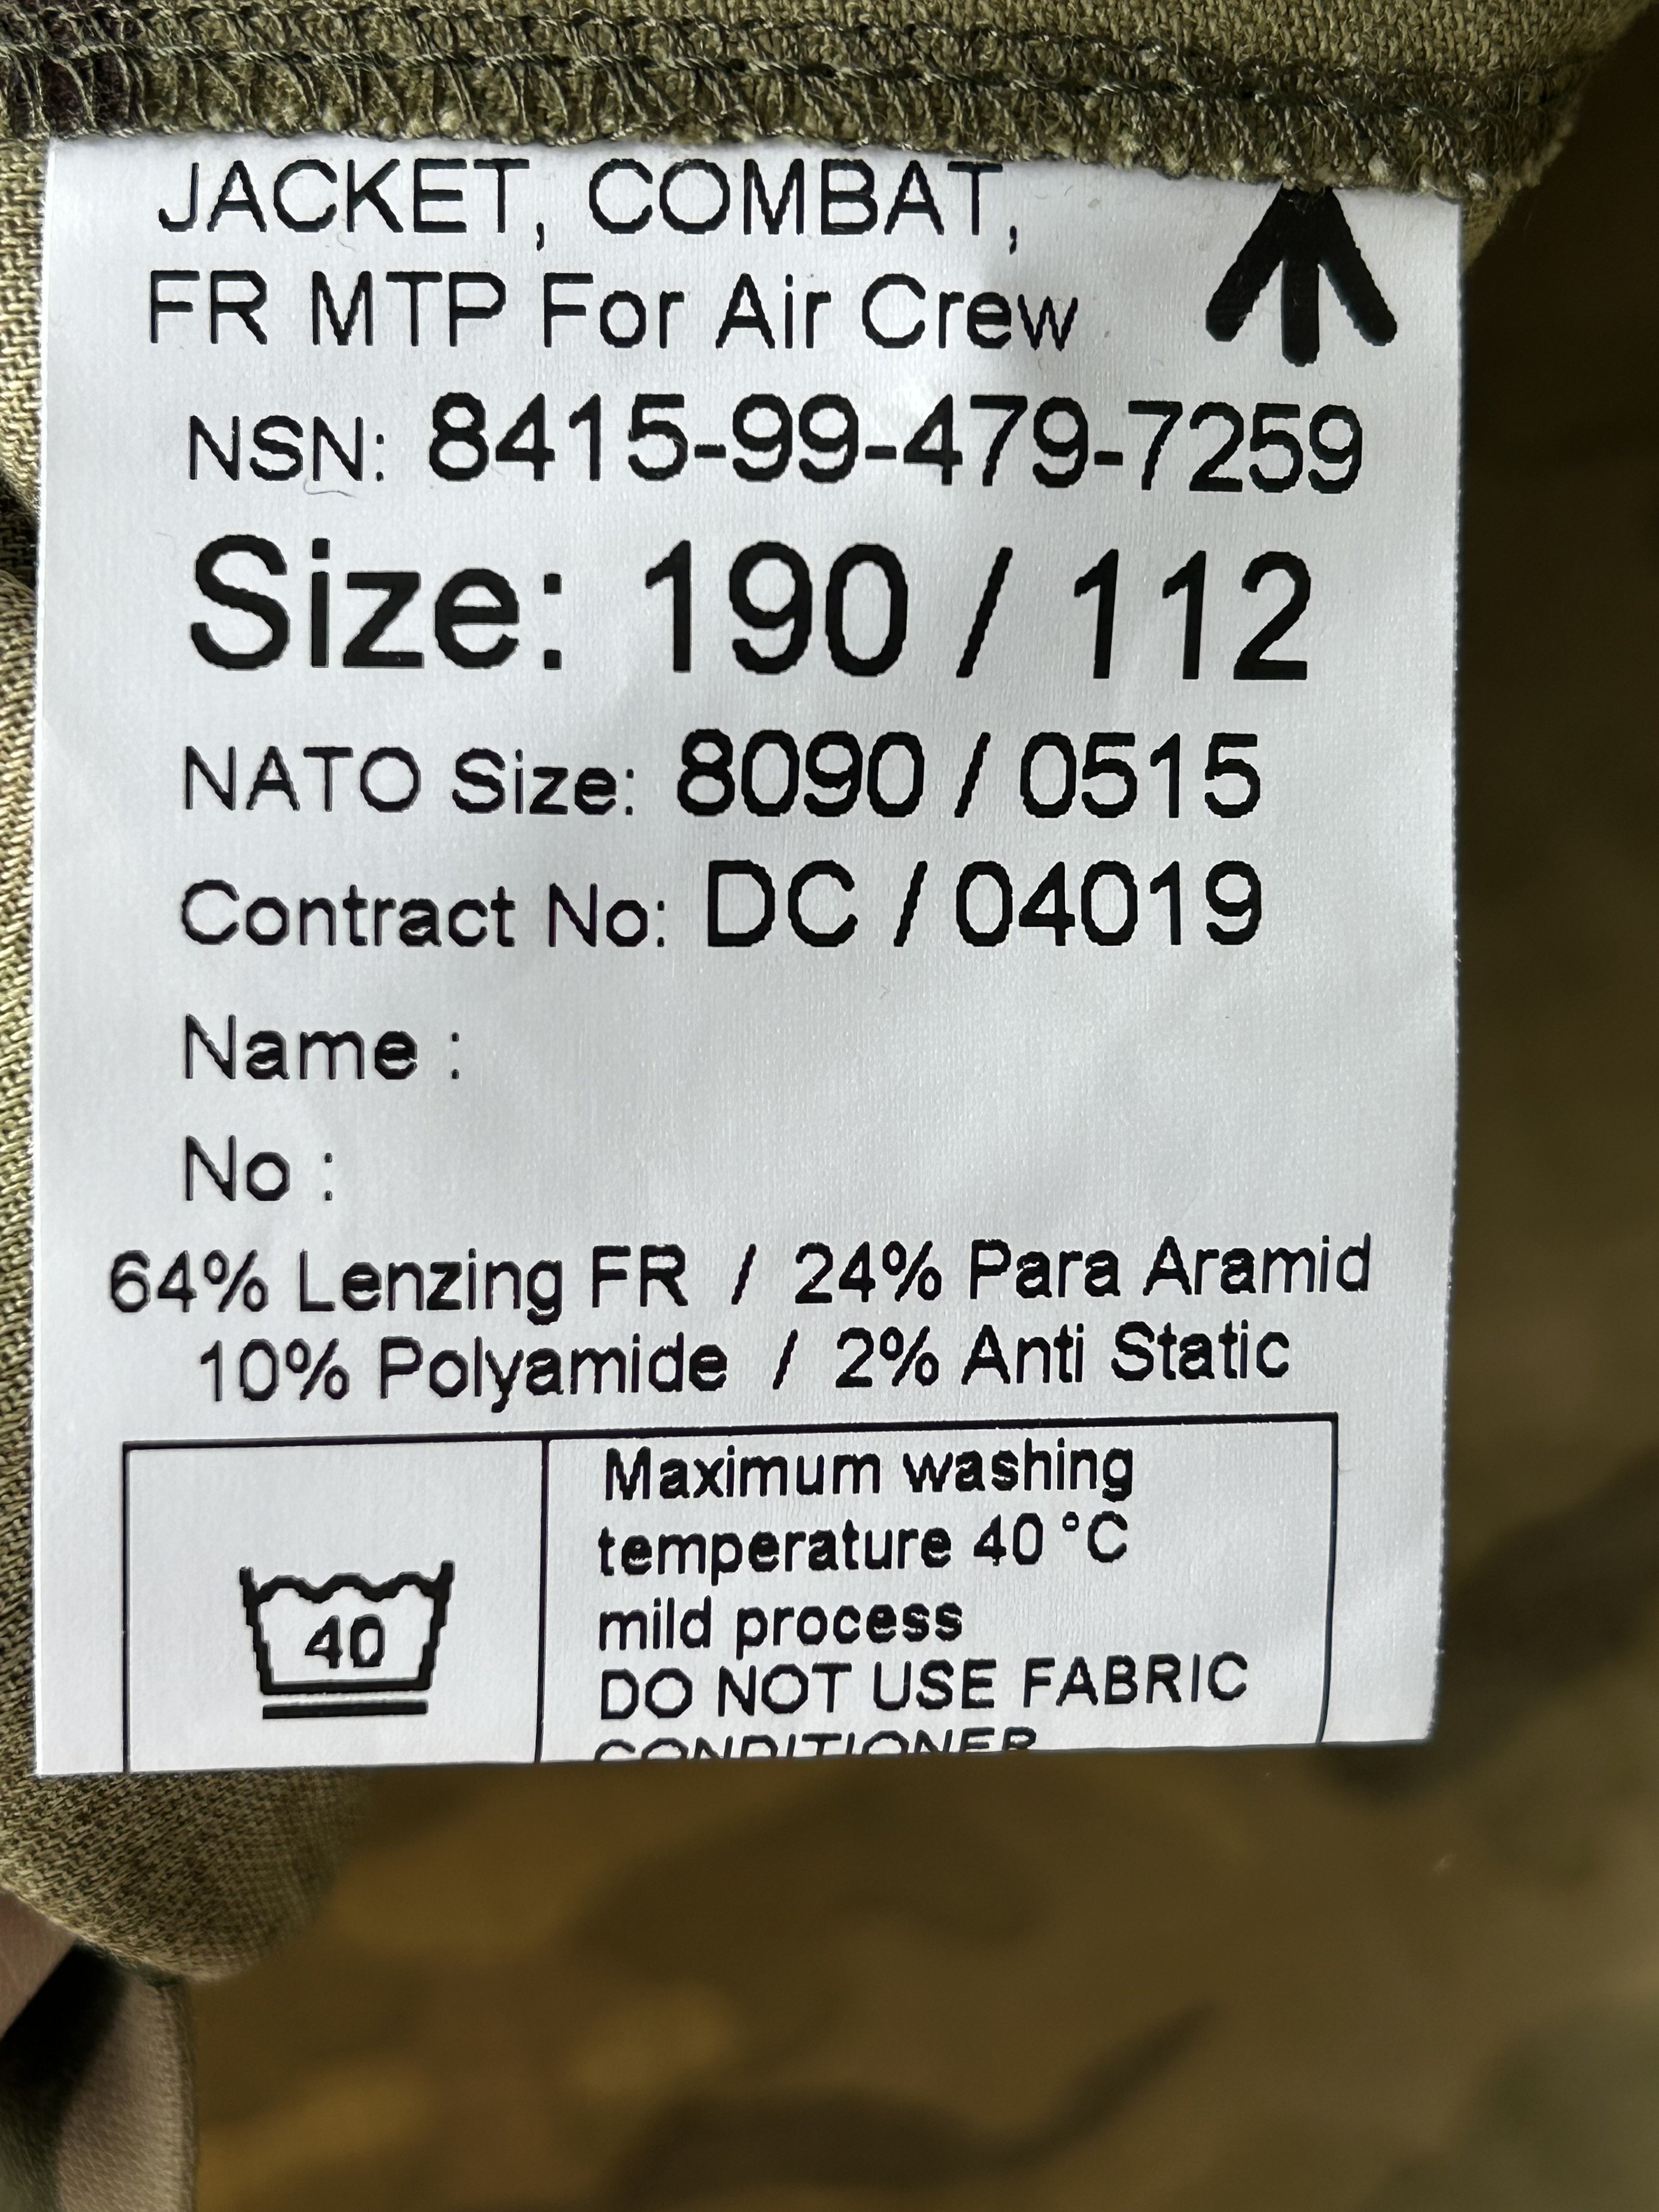 JACKET, COMBAT,
FR MTP For Air Crew
NSN: 8415-99-479-7259
Size: 190 / 112
NATO Size: 8090 / 0515
Contract No: DC / 04019
Name :
No :
64% Lenzing FR / 24% Para Aramid
10% Polyamide / 2% Anti Static
40
Maximum washing
temperature 40 °C
mild process
DO NOT USE FABRIC
CONDITIONER